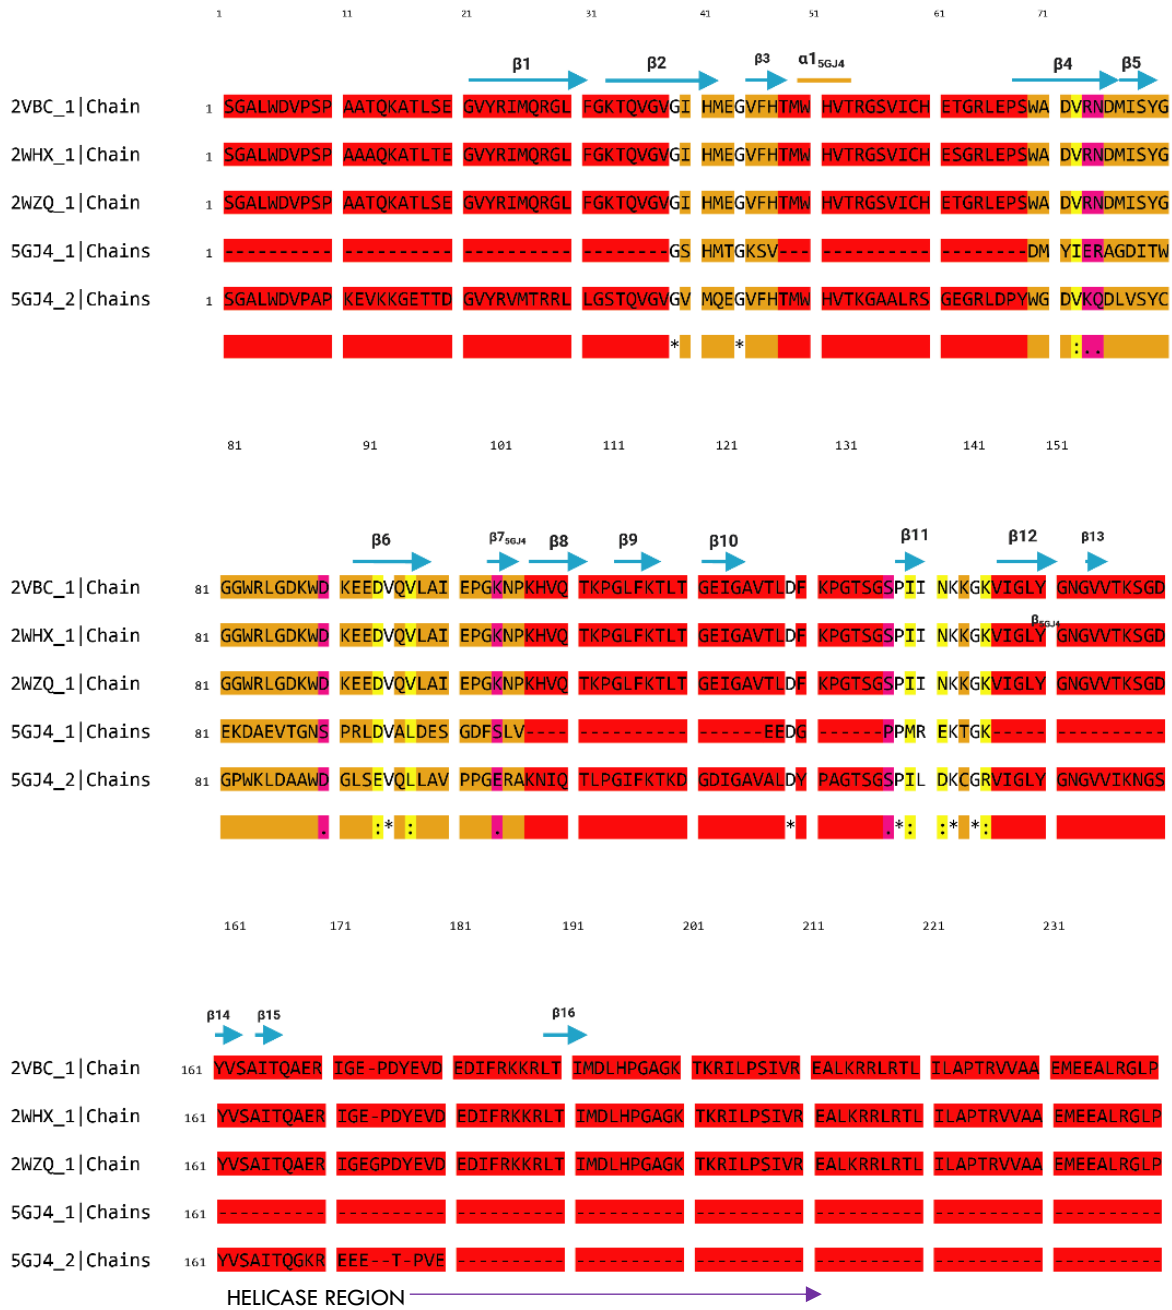 1 11 21 31 41 51 61 71
β1 β2 β3 α1 5GJ4 β4 β5
2VBC_1|Chain 1 SGALWDVPSP AATQKATLSE GVYRIMQRGL FGKTQVGVGI HMEGVFHTMW HVTRGSVICH ETGRLEPSWA DVRNDMISYG
2WHX_1|Chain 1 SGALWDVPSP AAAQKATLTE GVYRIMQRGL FGKTQVGVGI HMEGVFHTMW HVTRGSVICH ESGRLEPSWA DVRNDMISYG
2WZQ_1|Chain 1 SGALWDVPSP AATQKATLSE GVYRIMQRGL FGKTQVGVGI HMEGVFHTMW HVTRGSVICH ETGRLEPSWA DVRNDMISYG
5GJ4_1|Chains 1 ---------- ---------- ---------- --------GS HMTGKSV--- ---------- --------DM YIERAGDITW
5GJ4_2|Chains 1 SGALWDVPAP KEVKKGETTD GVYRVMTRRL LGSTQVGVGV MQEGVFHTMW HVTKGAALRS GEGRLDPYWG DVKQDLVSYC
* * :..
81 91 101 111 121 131 141 151
β6 β7 5GJ4 β8 β9 β10 β11 β12 β13
2VBC_1|Chain 81 GGWRLGDKWD KEEDVQVLAI EPGKNPKHVQ TKPGLFKTLT GEIGAVTLDF KPGTSGSPII NKKGKVIGLY GNGVVTKSGD
β5GJ4
2WHX_1|Chain 81 GGWRLGDKWD KEEDVQVLAI EPGKNPKHVQ TKPGLFKTLT GEIGAVTLDF KPGTSGSPII NKKGKVIGLY GNGVVTKSGD
2WZQ_1|Chain 81 GGWRLGDKWD KEEDVQVLAI EPGKNPKHVQ TKPGLFKTLT GEIGAVTLDF KPGTSGSPII NKKGKVIGLY GNGVVTKSGD
5GJ4_1|Chains 81 EKDAEVTGNS PRLDVALDES GDFSLV---- ---------- ------EEDG ------PPMR EKTGK----- ----------
5GJ4_2|Chains 81 GPWKLDAAWD GLSEVQLLAV PPGERAKNIQ TLPGIFKTKD GDIGAVALDY PAGTSGSPIL DKCGRVIGLY GNGVVIKNGS
. :* : . * .*: :* *:
161 171 181 191 201 211 221 231
β14 β15 β16
2VBC_1|Chain 161 YVSAITQAER IGE-PDYEVD EDIFRKKRLT IMDLHPGAGK TKRILPSIVR EALKRRLRTL ILAPTRVVAA EMEEALRGLP
2WHX_1|Chain 161 YVSAITQAER IGE-PDYEVD EDIFRKKRLT IMDLHPGAGK TKRILPSIVR EALKRRLRTL ILAPTRVVAA EMEEALRGLP
2WZQ_1|Chain 161 YVSAITQAER IGEGPDYEVD EDIFRKKRLT IMDLHPGAGK TKRILPSIVR EALKRRLRTL ILAPTRVVAA EMEEALRGLP
5GJ4_1|Chains 161 ---------- ---------- ---------- ---------- ---------- ---------- ---------- ----------
5GJ4_2|Chains 161 YVSAITQGKR EEE--T-PVE ---------- ---------- ---------- ---------- ---------- ----------
HELICASE REGION